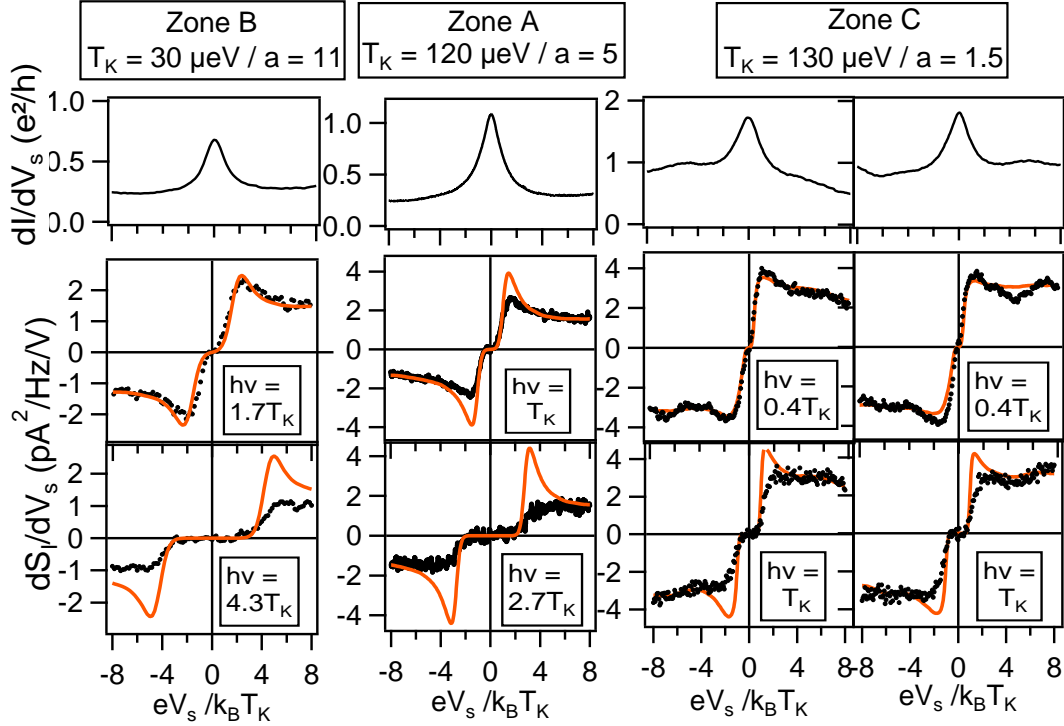 Zone B
T_K = 30 µeV / a = 11
Zone A
T_K = 120 µeV / a = 5
Zone C
T_K = 130 µeV / a = 1.5
dI/dV_s (e²/h)
1.0
0.5
0.0
1.0
0.5
0.0
2
1
0
dS_I/dV_s (pA²/Hz/V)
2
1
0
-1
-2
hν =
1.7T_K
4
2
0
-2
-4
hν =
T_K
4
2
0
-2
-4
hν =
0.4T_K
hν =
0.4T_K
2
1
0
-1
-2
hν =
4.3T_K
4
2
0
-2
-4
hν =
2.7T_K
4
2
0
-2
-4
hν =
T_K
hν =
T_K
-8 -4 0 4 8
-8 -4 0 4 8
-8 -4 0 4 8
-4 0 4 8
eV_s /k_BT_K
eV_s /k_BT_K
eV_s /k_BT_K
eV_s /k_BT_K